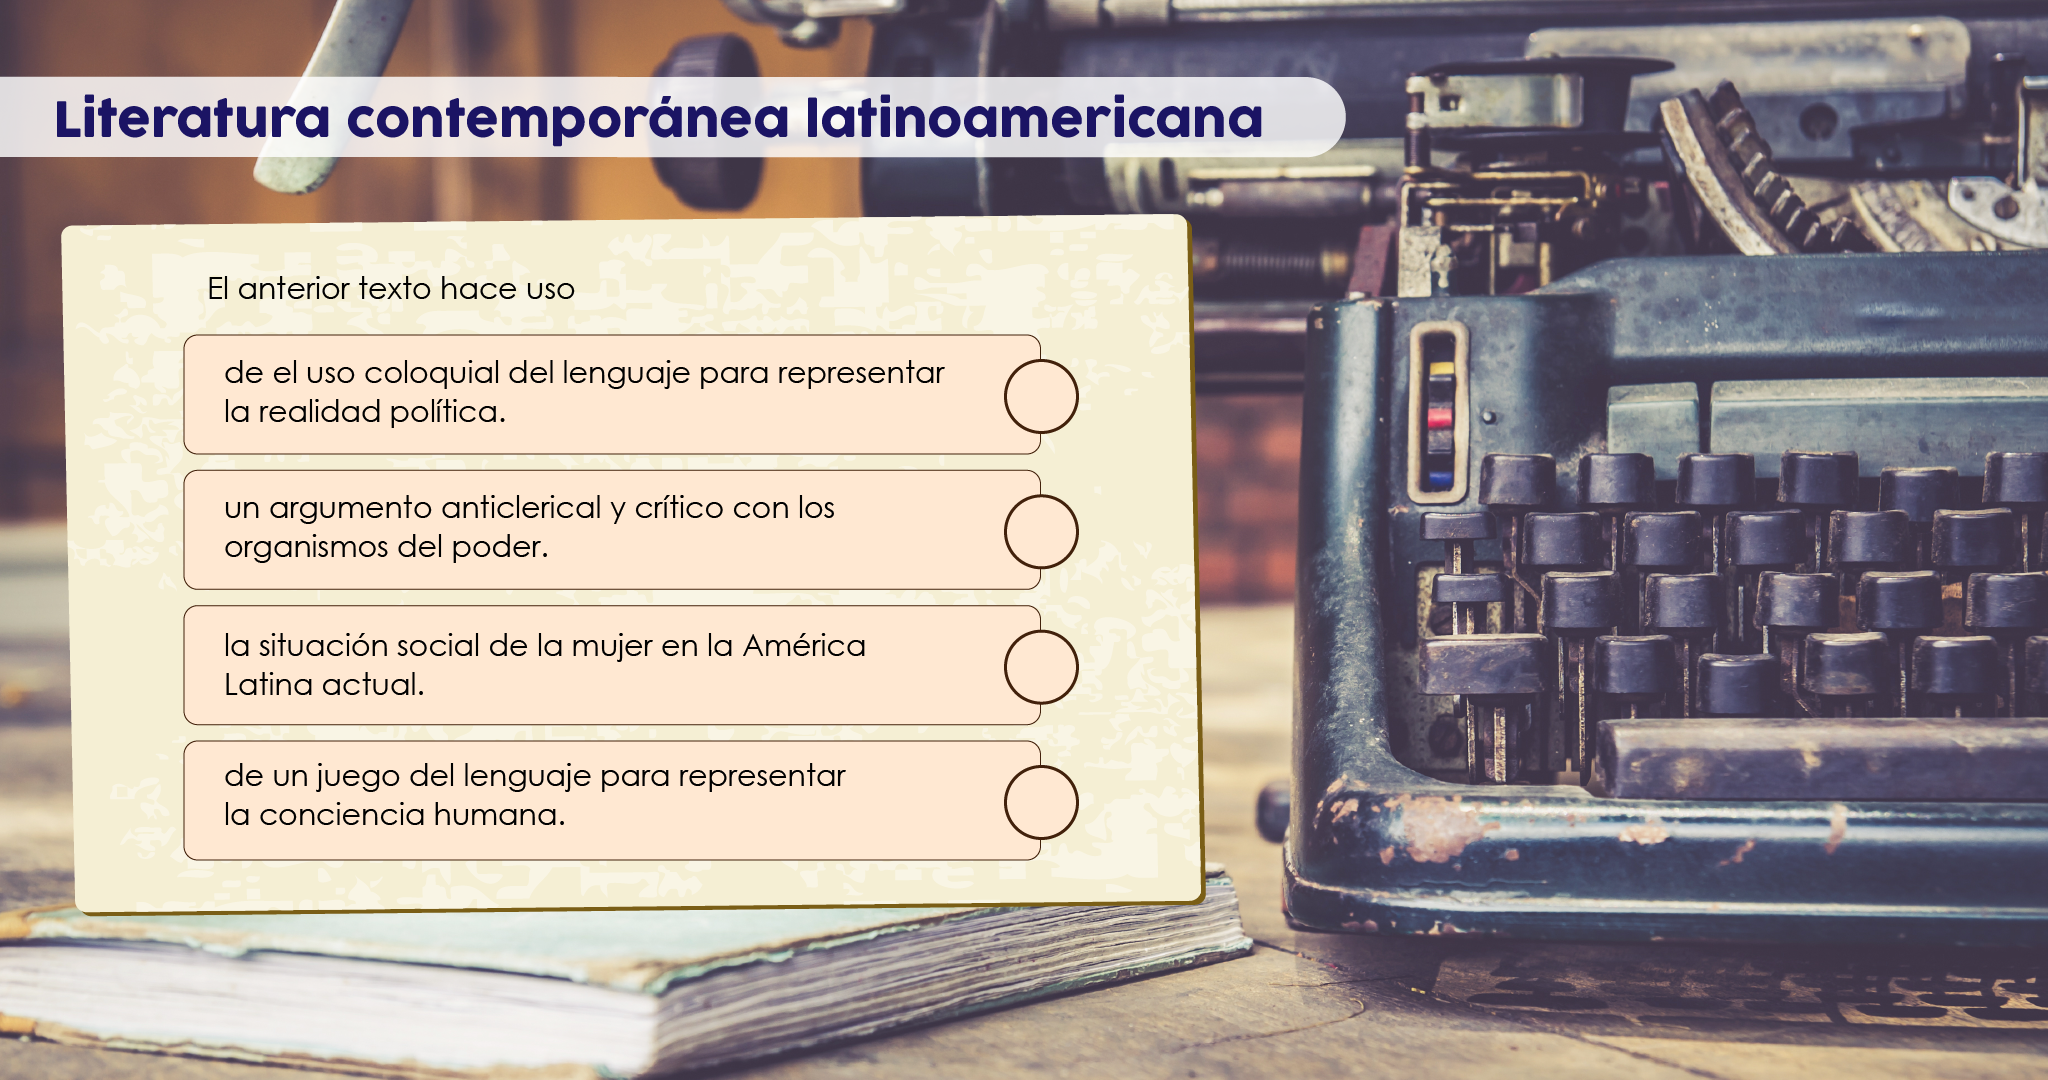 Literatura contemporánea latinoamericana
El anterior texto hace uso
de el uso coloquial del lenguaje para representar
la realidad política.
un argumento anticlerical y crítico con los
organismos del poder.
la situación social de la mujer en la América
Latina actual.
de un juego del lenguaje para representar
la conciencia humana.